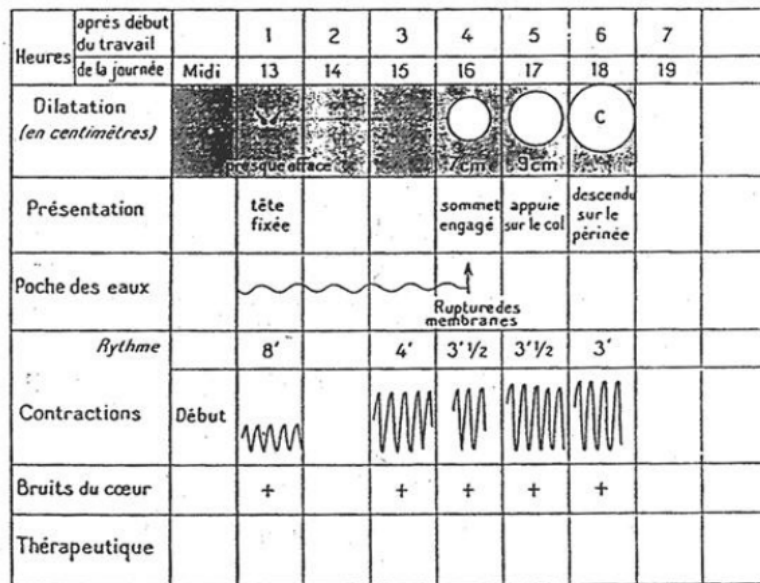 Heures après début du travail 1 2 3 4 5 6 7
de la journée Midi 13 14 15 16 17 18 19
Dilatation
(en centimètres)
C
presque effacé 7cm 9cm
Présentation
tête fixée
sommet engagé
appuie sur le col
descendu sur le périnée
Poche des eaux
Rupture des membranes
Rythme 8' 4' 3'½ 3'½ 3'
Contractions Début
Bruits du cœur + + + + +
Thérapeutique